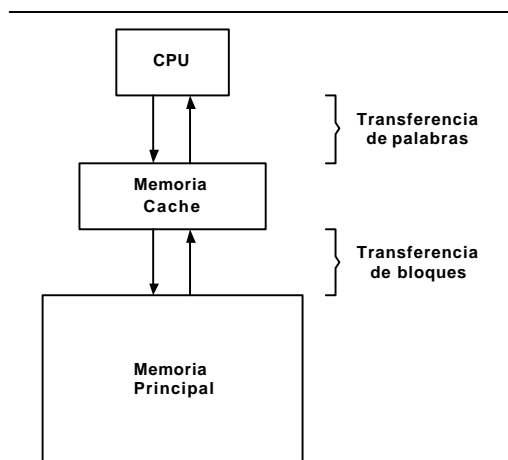 CPU
Transferencia
de palabras
Memoria
Cache
Transferencia
de bloques
Memoria
Principal